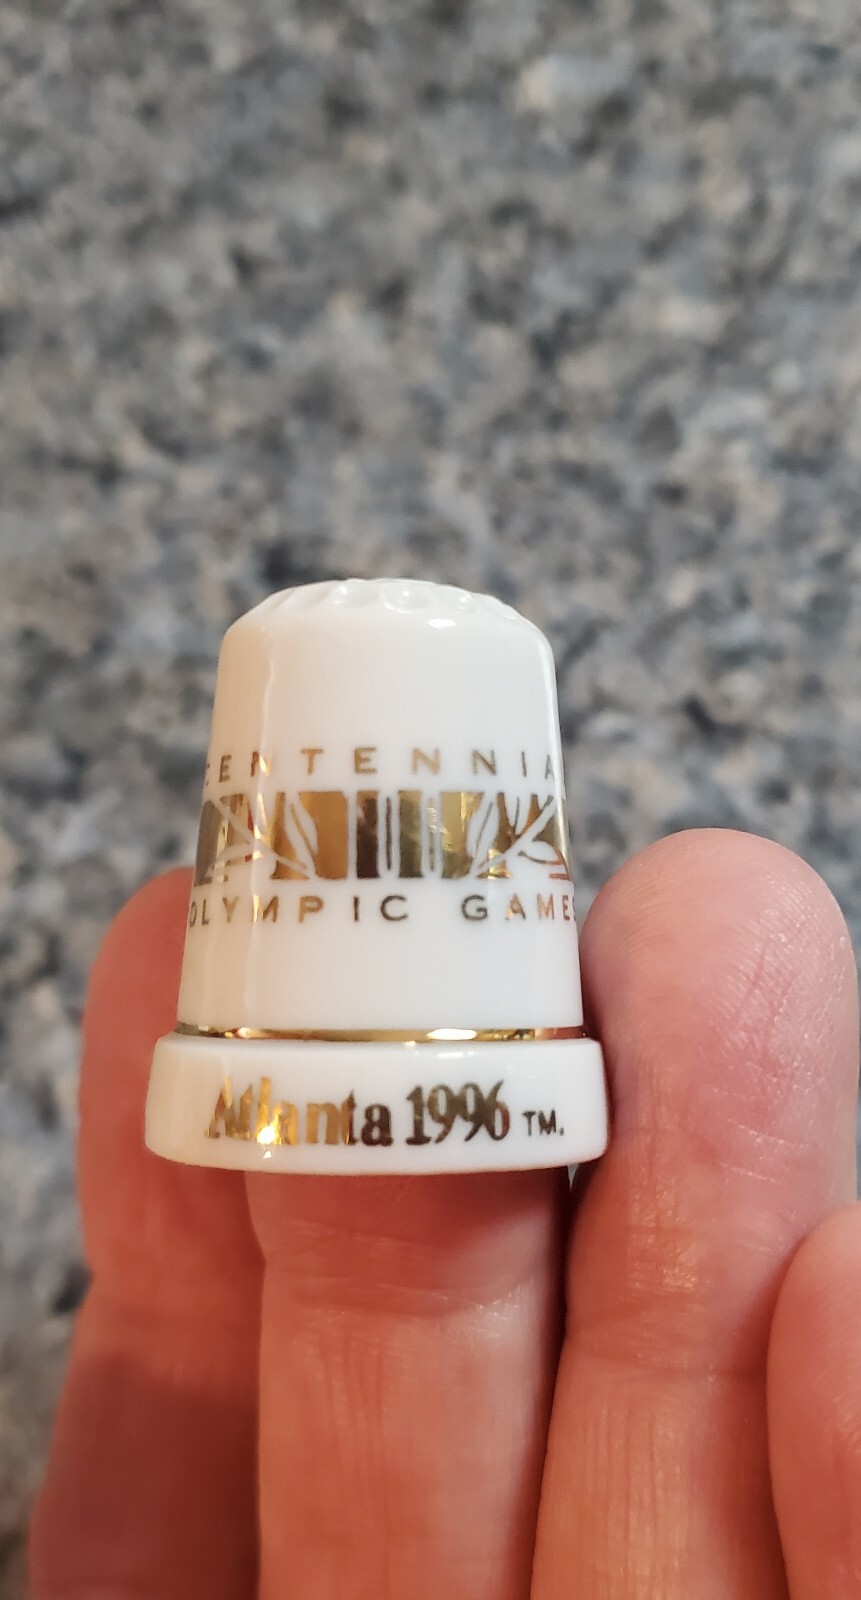 CENTENNIA
OLYMPIC GAMES
Atlanta 1996 TM.